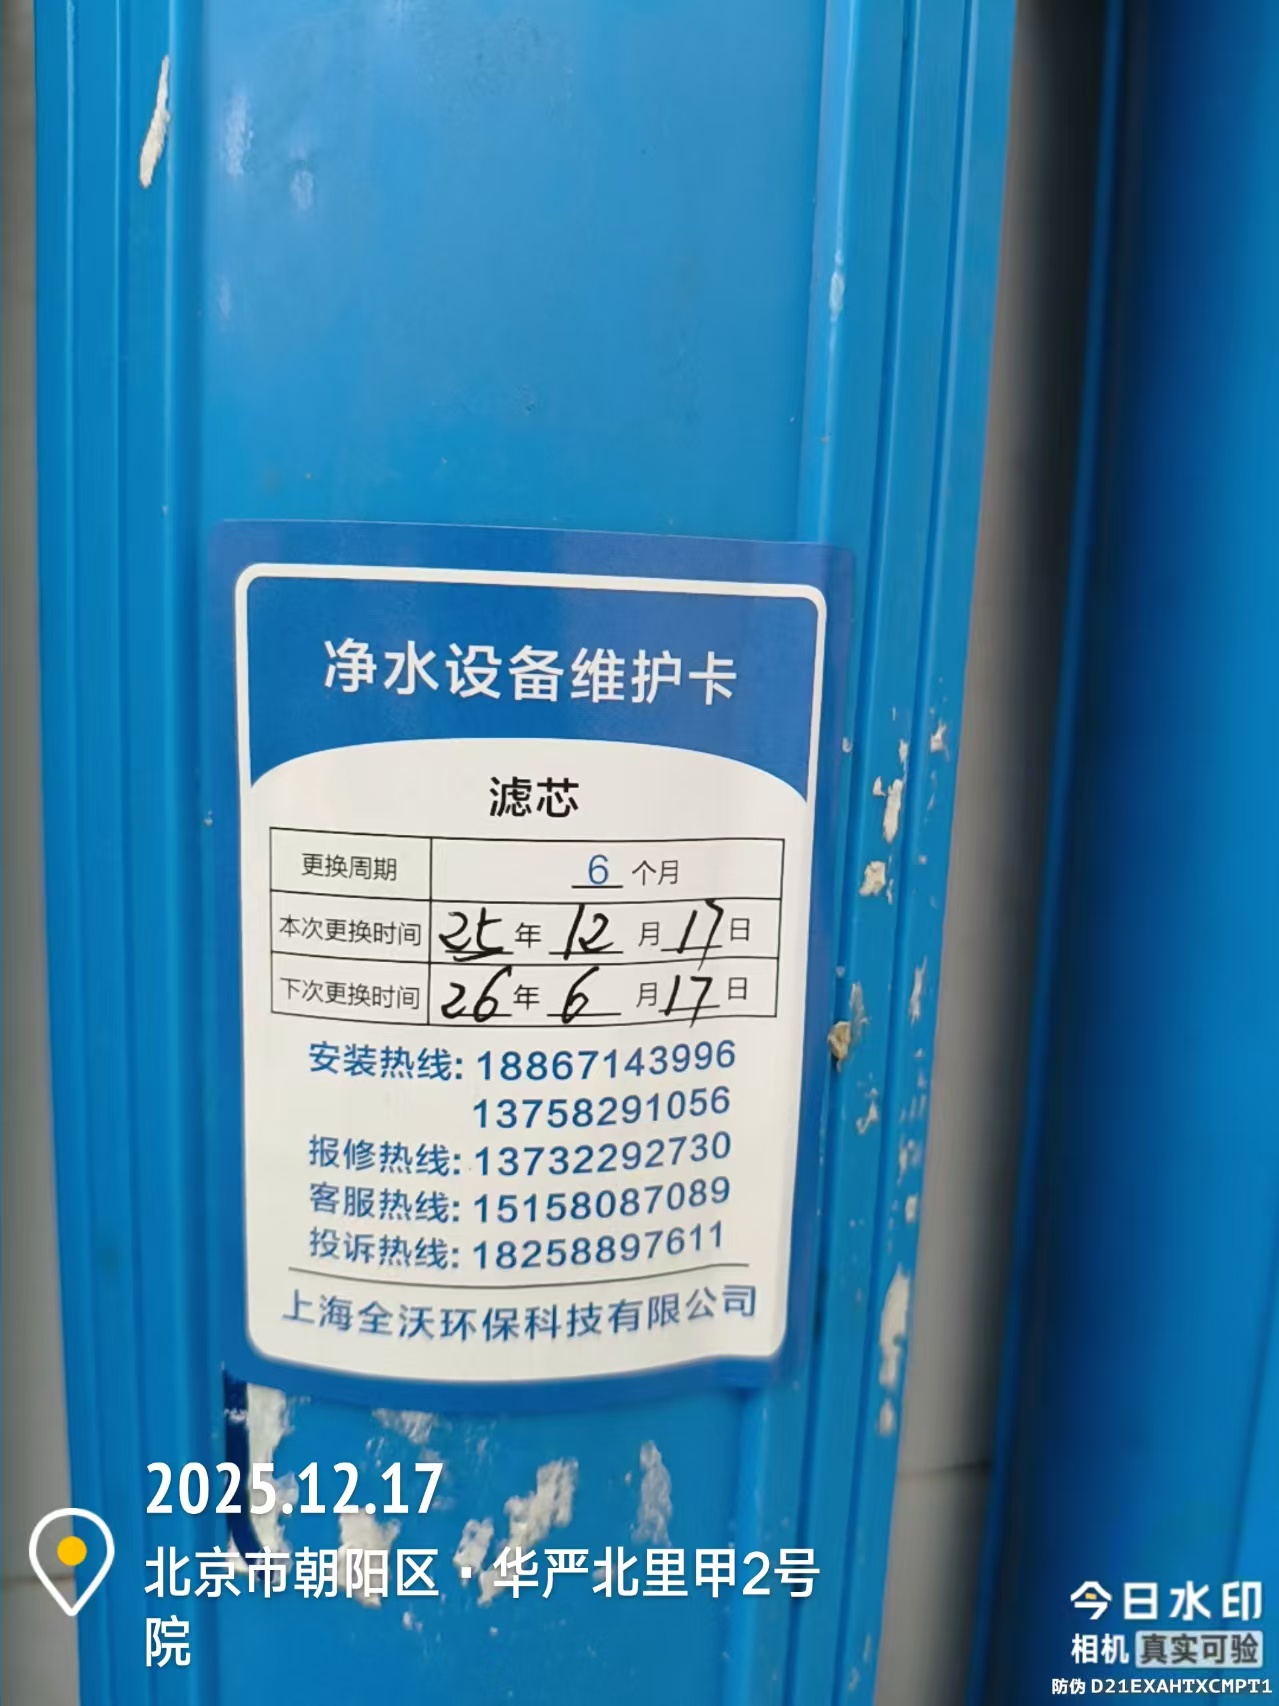 净水设备维护卡
滤芯
更换周期 6 个月
本次更换时间 25 年 12 月 17 日
下次更换时间 26 年 6 月 17 日
安装热线: 18867143996
13758291056
报修热线: 13732292730
客服热线: 15158087089
投诉热线: 18258897611
上海全沃环保科技有限公司
2025.12.17
北京市朝阳区·华严北里甲2号
院
今日水印
相机 真实可验
防伪 D21EXAHTXCMPT1